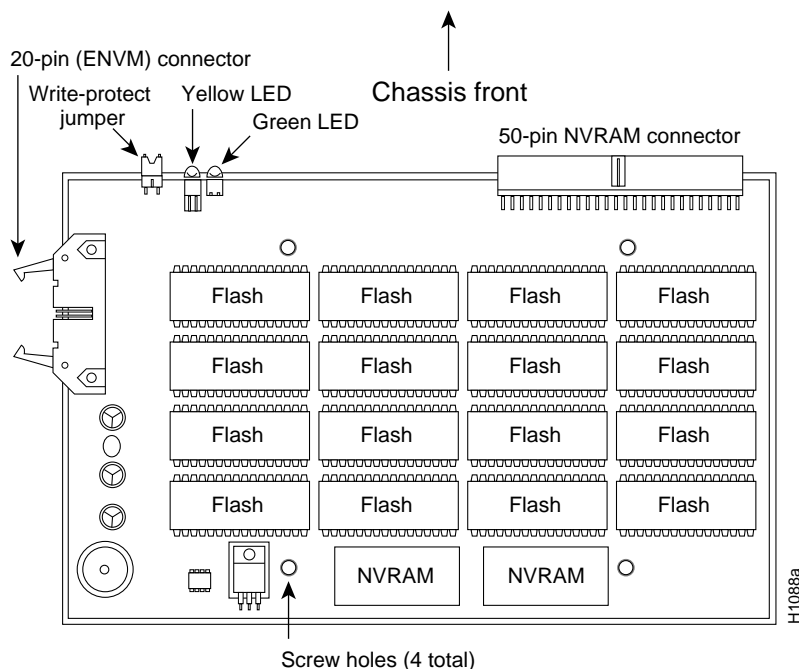 20-pin (ENVM) connector
Write-protect
jumper
Yellow LED
Green LED
Chassis front
50-pin NVRAM connector
Flash Flash Flash Flash
Flash Flash Flash Flash
Flash Flash Flash Flash
Flash Flash Flash Flash
NVRAM NVRAM
H1088a
Screw holes (4 total)